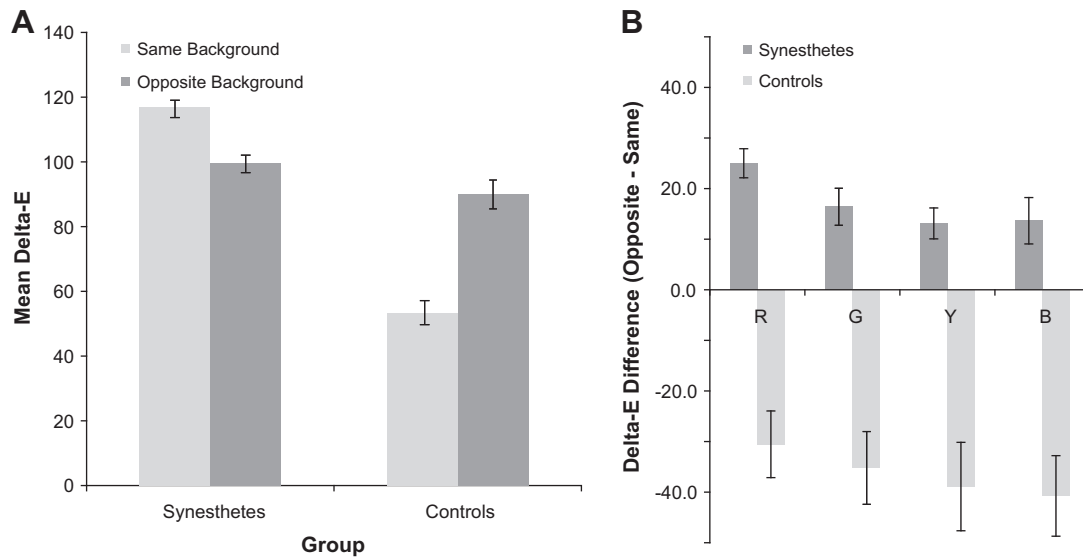 A
Mean Delta-E
140
120
100
80
60
40
20
0
Same Background
Opposite Background
Synesthetes
Controls
Group
B
Delta-E Difference (Opposite - Same)
40.0
20.0
0.0
-20.0
-40.0
Synesthetes
Controls
R G Y B